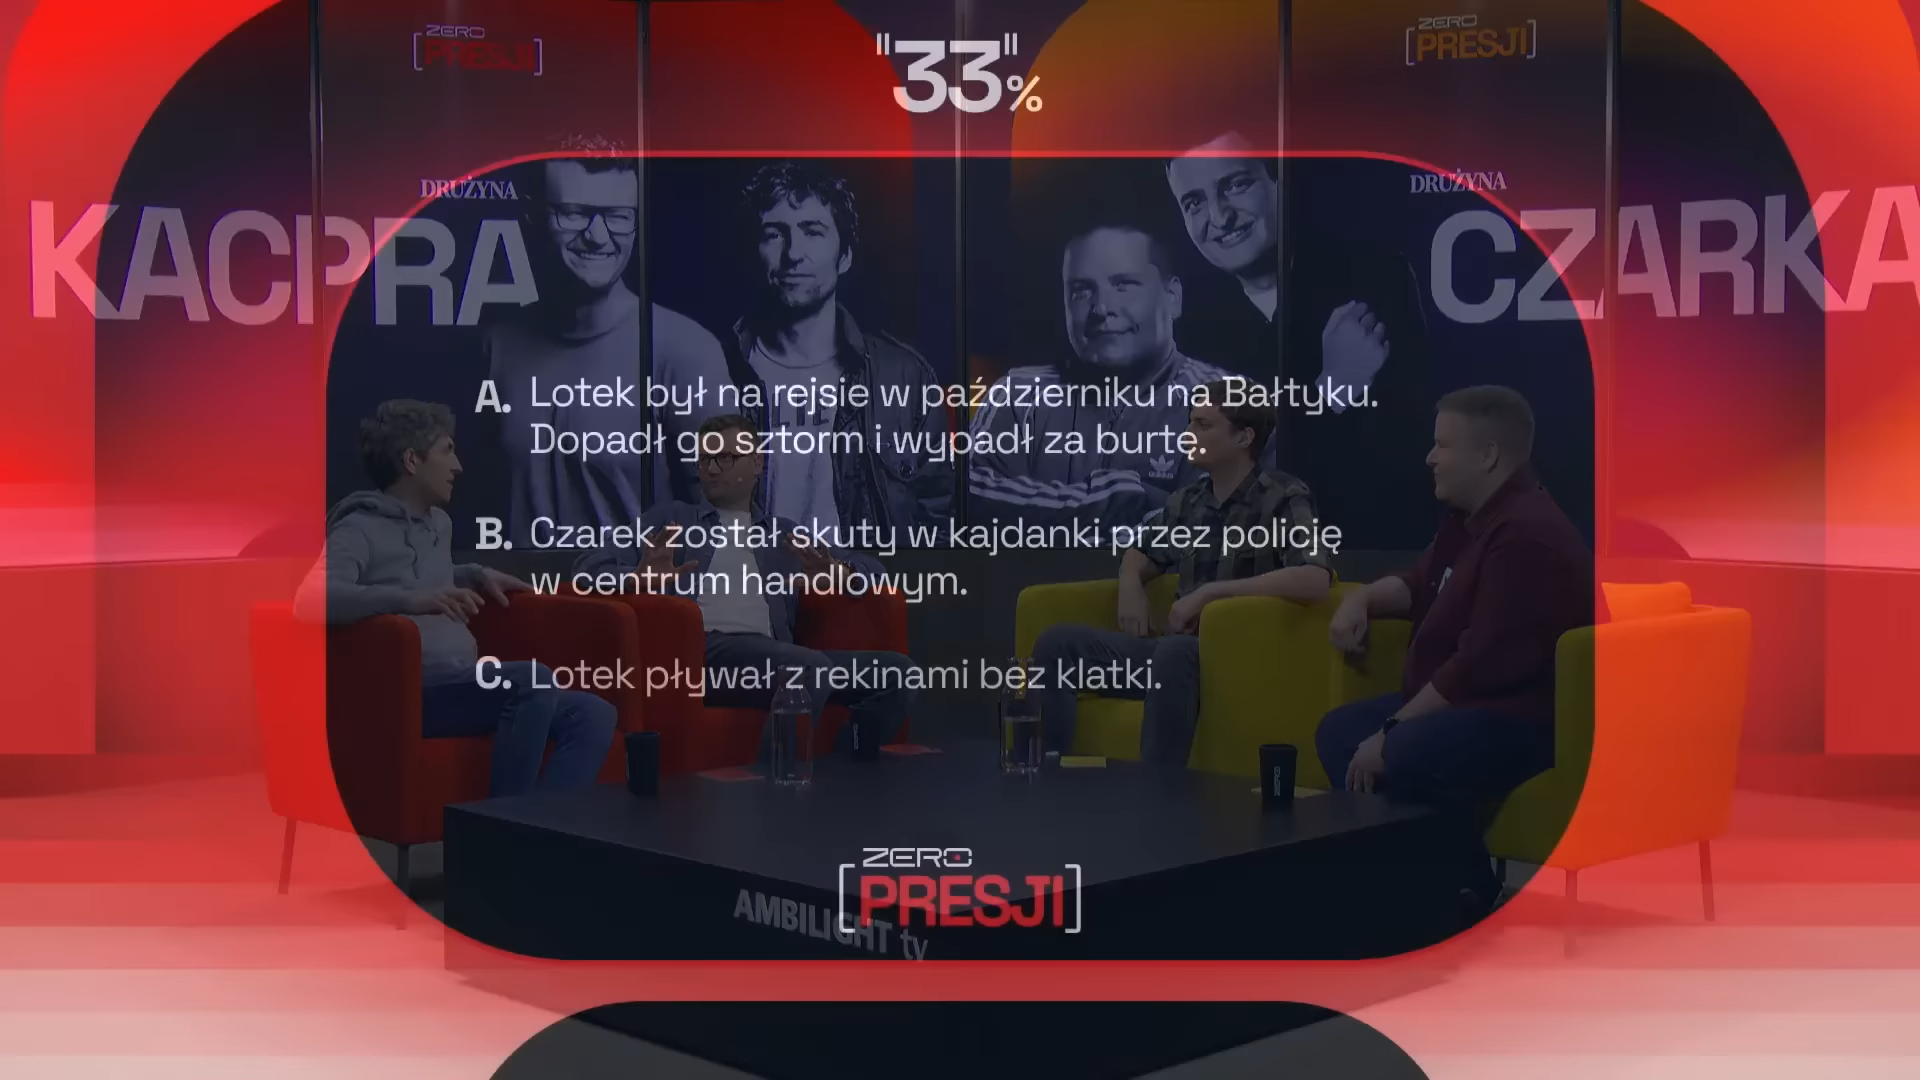 ZERO
[PRESJI]
"33"%
ZERO
[PRESJI]
DRUŻYNA
KACPRA
DRUŻYNA
CZARKA
A. Lotek był na rejsie w październiku na Bałtyku.
Dopadł go sztorm i wypadł za burtę.
adidas
B. Czarek został skuty w kajdanki przez policję
w centrum handlowym.
C. Lotek pływał z rekinami bez klatki.
ZERO
[PRESJI]
AMBILIGHT tv